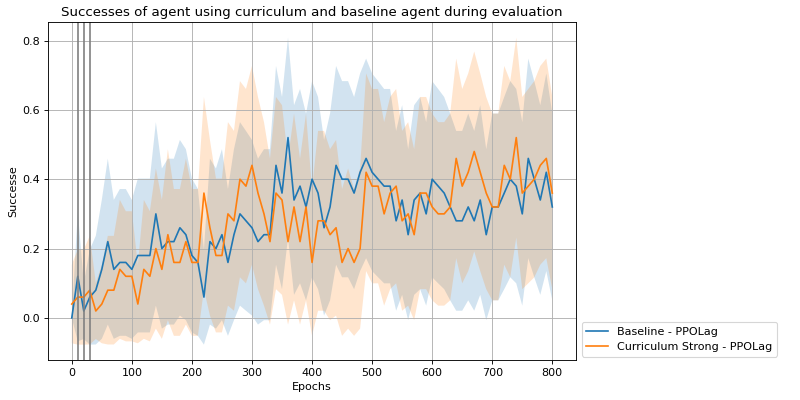 Successes of agent using curriculum and baseline agent during evaluation
0.8
0.6
0.4
0.2
0.0
Successe
0 100 200 300 400 500 600 700 800
Epochs
Baseline - PPOLag
Curriculum Strong - PPOLag